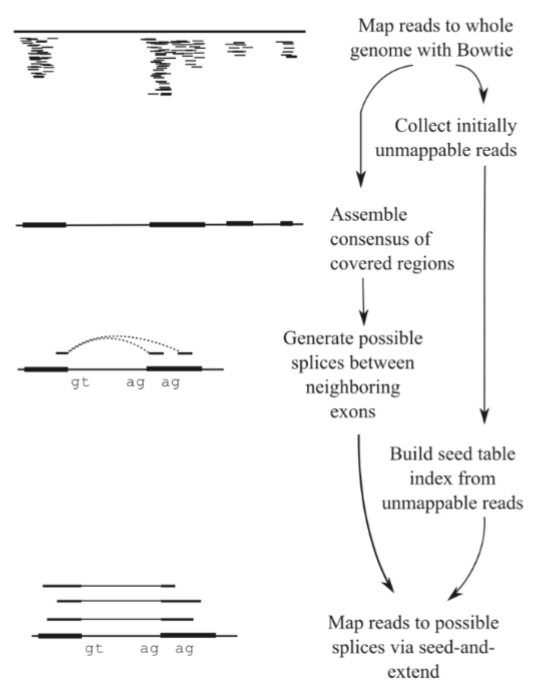 Map reads to whole
genome with Bowtie
Collect initially
unmappable reads
Assemble
consensus of
covered regions
Generate possible
splices between
neighboring
exons
gt ag ag
Build seed table
index from
unmappable reads
Map reads to possible
splices via seed-and-
extend
gt ag ag